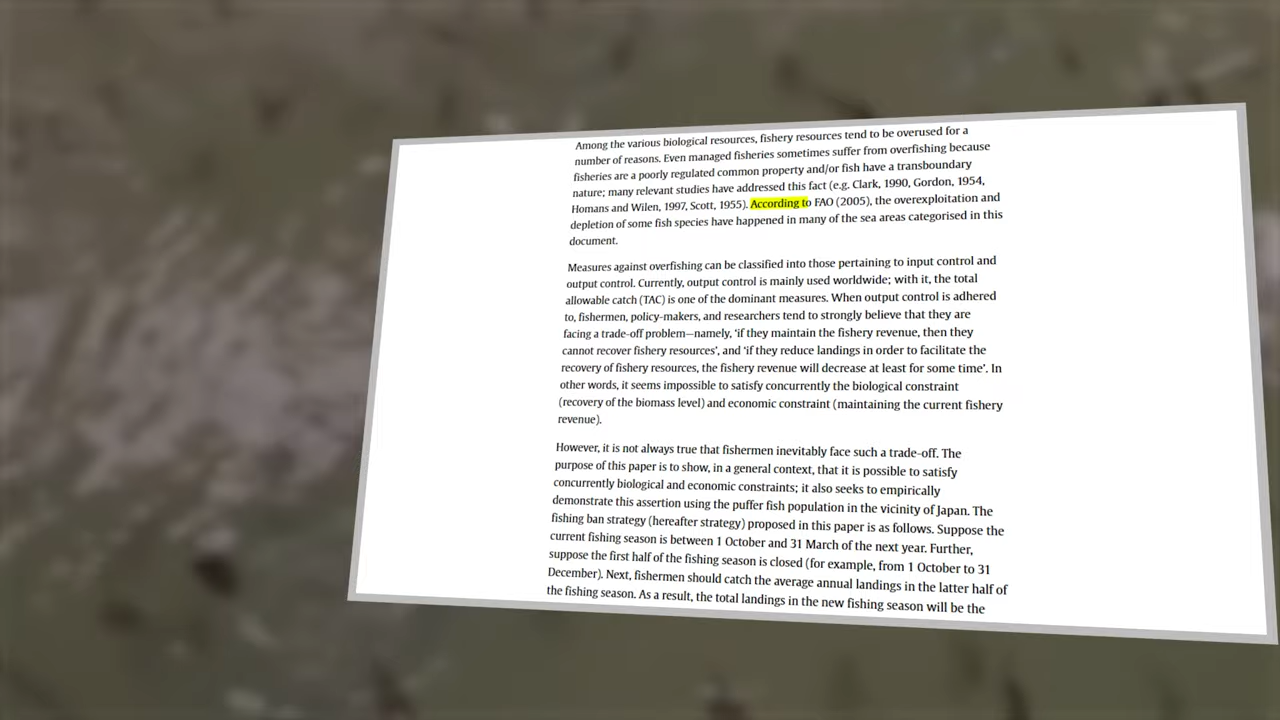 Among the various biological resources, fishery resources tend to be overused for a
number of reasons. Even managed fisheries sometimes suffer from overfishing because
fisheries are a poorly regulated common property and/or fish have a transboundary
nature; many relevant studies have addressed this fact (e.g. Clark, 1990, Gordon, 1954,
Homans and Wilen, 1997, Scott, 1955). According to FAO (2005), the overexploitation and
depletion of some fish species have happened in many of the sea areas categorised in this
document.
Measures against overfishing can be classified into those pertaining to input control and
output control. Currently, output control is mainly used worldwide; with it, the total
allowable catch (TAC) is one of the dominant measures. When output control is adhered
to, fishermen, policy-makers, and researchers tend to strongly believe that they are
facing a trade-off problem—namely, ‘if they maintain the fishery revenue, then they
cannot recover fishery resources’, and ‘if they reduce landings in order to facilitate the
recovery of fishery resources, the fishery revenue will decrease at least for some time’. In
other words, it seems impossible to satisfy concurrently the biological constraint
(recovery of the biomass level) and economic constraint (maintaining the current fishery
revenue).
However, it is not always true that fishermen inevitably face such a trade-off. The
purpose of this paper is to show, in a general context, that it is possible to satisfy
concurrently biological and economic constraints; it also seeks to empirically
demonstrate this assertion using the puffer fish population in the vicinity of Japan. The
fishing ban strategy (hereafter strategy) proposed in this paper is as follows. Suppose the
current fishing season is between 1 October and 31 March of the next year. Further,
suppose the first half of the fishing season is closed (for example, from 1 October to 31
December). Next, fishermen should catch the average annual landings in the latter half of
the fishing season. As a result, the total landings in the new fishing season will be the